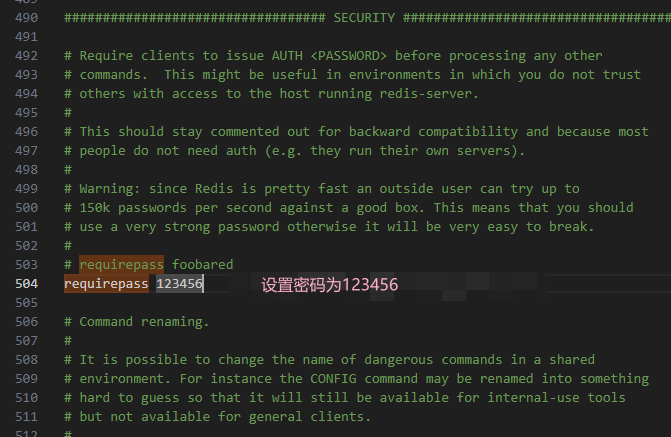 490 ################################# SECURITY ##################################
491
492 # Require clients to issue AUTH <PASSWORD> before processing any other
493 # commands.  This might be useful in environments in which you do not trust
494 # others with access to the host running redis-server.
495 #
496 # This should stay commented out for backward compatibility and because most
497 # people do not need auth (e.g. they run their own servers).
498 #
499 # Warning: since Redis is pretty fast an outside user can try up to
500 # 150k passwords per second against a good box. This means that you should
501 # use a very strong password otherwise it will be very easy to break.
502 #
503 # requirepass foobared
504 requirepass 123456 设置密码为123456
505
506 # Command renaming.
507 #
508 # It is possible to change the name of dangerous commands in a shared
509 # environment. For instance the CONFIG command may be renamed into something
510 # hard to guess so that it will still be available for internal-use tools
511 # but not available for general clients.
512 #